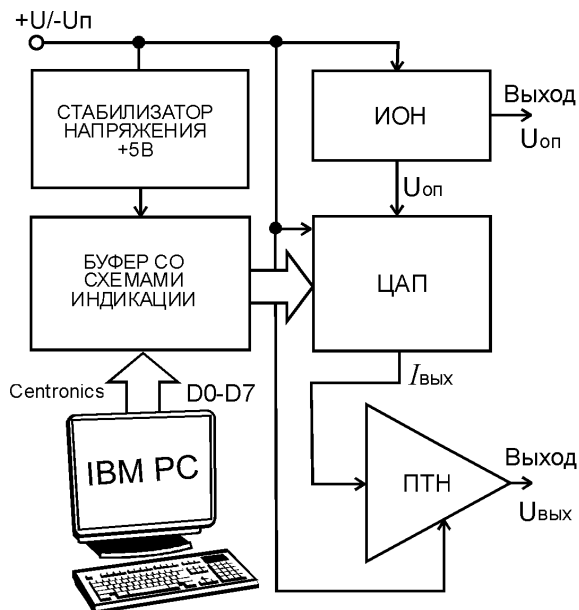 +U/-Uп
СТАБИЛИЗАТОР
НАПРЯЖЕНИЯ
+5В
ИОН
Выход
Uоп
Uоп
БУФЕР СО
СХЕМАМИ
ИНДИКАЦИИ
ЦАП
Centronics
D0-D7
Iвых
IBM PC
ПТН
Выход
Uвых